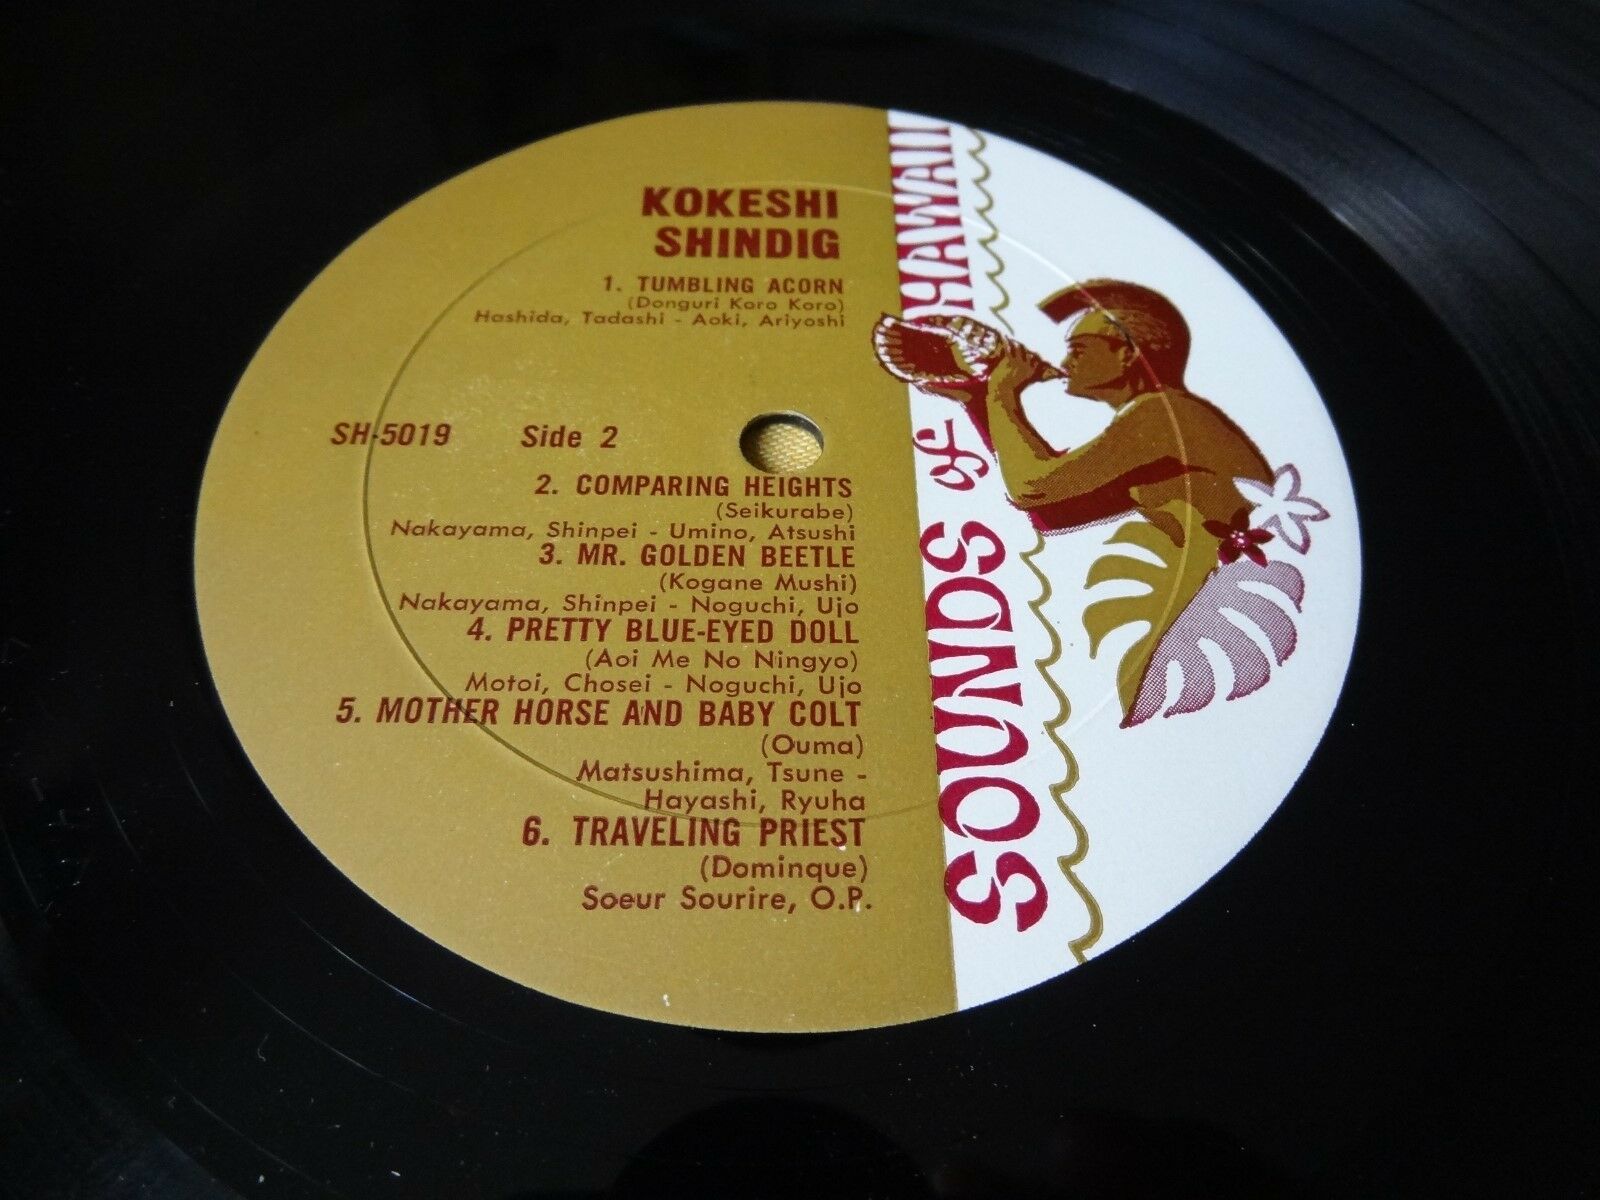 KOKESHI
SHINDIG
1. TUMBLING ACORN
(Donguri Koro Koro)
Hashida, Tadashi - Aoki, Ariyoshi
SH-5019 Side 2
2. COMPARING HEIGHTS
(Seikurabe)
Nakayama, Shinpei - Umino, Atsushi
3. MR. GOLDEN BEETLE
(Kogane Mushi)
Nakayama, Shinpei - Noguchi, Ujo
4. PRETTY BLUE-EYED DOLL
(Aoi Me No Ningyo)
Motoi, Chosei - Noguchi, Ujo
5. MOTHER HORSE AND BABY COLT
(Ouma)
Matsushima, Tsune -
Hayashi, Ryuha
6. TRAVELING PRIEST
(Dominque)
Soeur Sourire, O.P.
SOUNDS of HAWAII